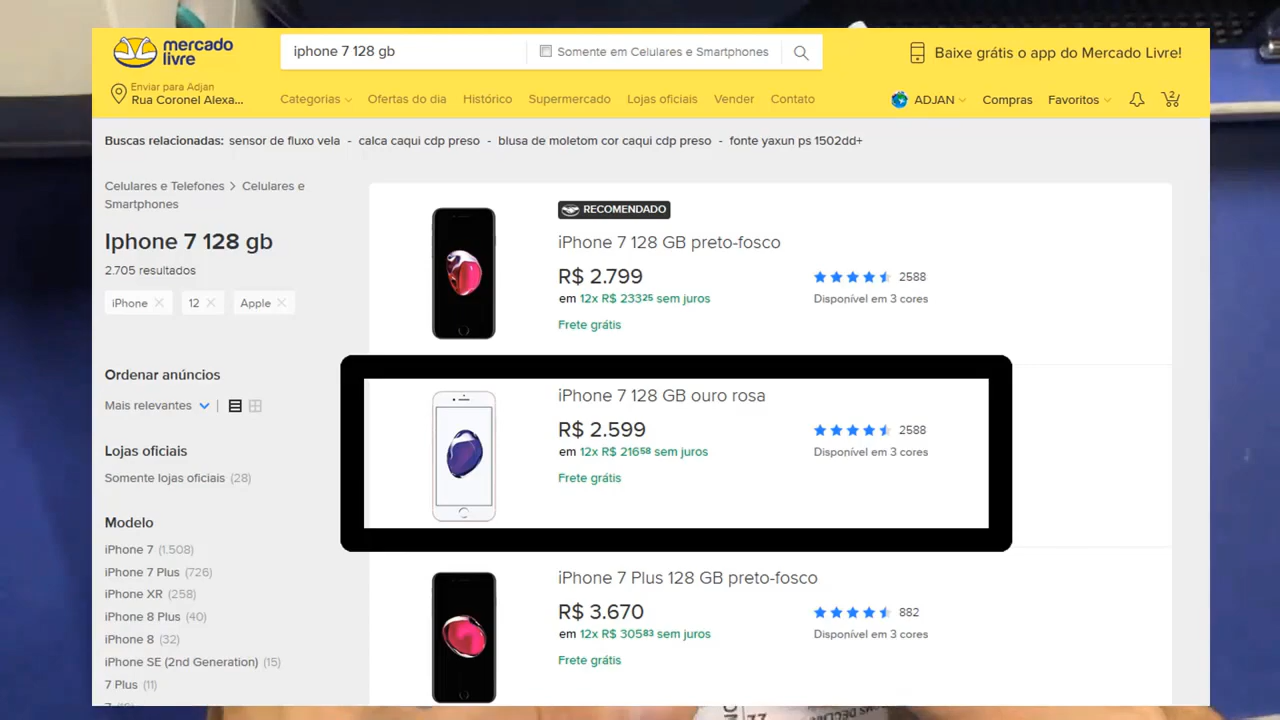 mercado
livre
iphone 7 128 gb
Somente em Celulares e Smartphones
Baixe grátis o app do Mercado Livre!
Enviar para Adjan
Rua Coronel Alexa...
Categorias
Ofertas do dia
Histórico
Supermercado
Lojas oficiais
Vender
Contato
ADJAN
Compras
Favoritos
2
Buscas relacionadas: sensor de fluxo vela - calca caqui cdp preso - blusa de moletom cor caqui cdp preso - fonte yaxun ps 1502dd+
Celulares e Telefones > Celulares e
Smartphones
Iphone 7 128 gb
2.705 resultados
iPhone ×
12 ×
Apple ×
Ordenar anúncios
Mais relevantes
Lojas oficiais
Somente lojas oficiais (28)
Modelo
iPhone 7 (1.508)
iPhone 7 Plus (726)
iPhone XR (258)
iPhone 8 Plus (40)
iPhone 8 (32)
iPhone SE (2nd Generation) (15)
7 Plus (11)
RECOMENDADO
iPhone 7 128 GB preto-fosco
R$ 2.799
em 12x R$ 233 25 sem juros
Frete grátis
2588
Disponível em 3 cores
iPhone 7 128 GB ouro rosa
R$ 2.599
em 12x R$ 216 58 sem juros
Frete grátis
2588
Disponível em 3 cores
iPhone 7 Plus 128 GB preto-fosco
R$ 3.670
em 12x R$ 305 83 sem juros
Frete grátis
882
Disponível em 3 cores